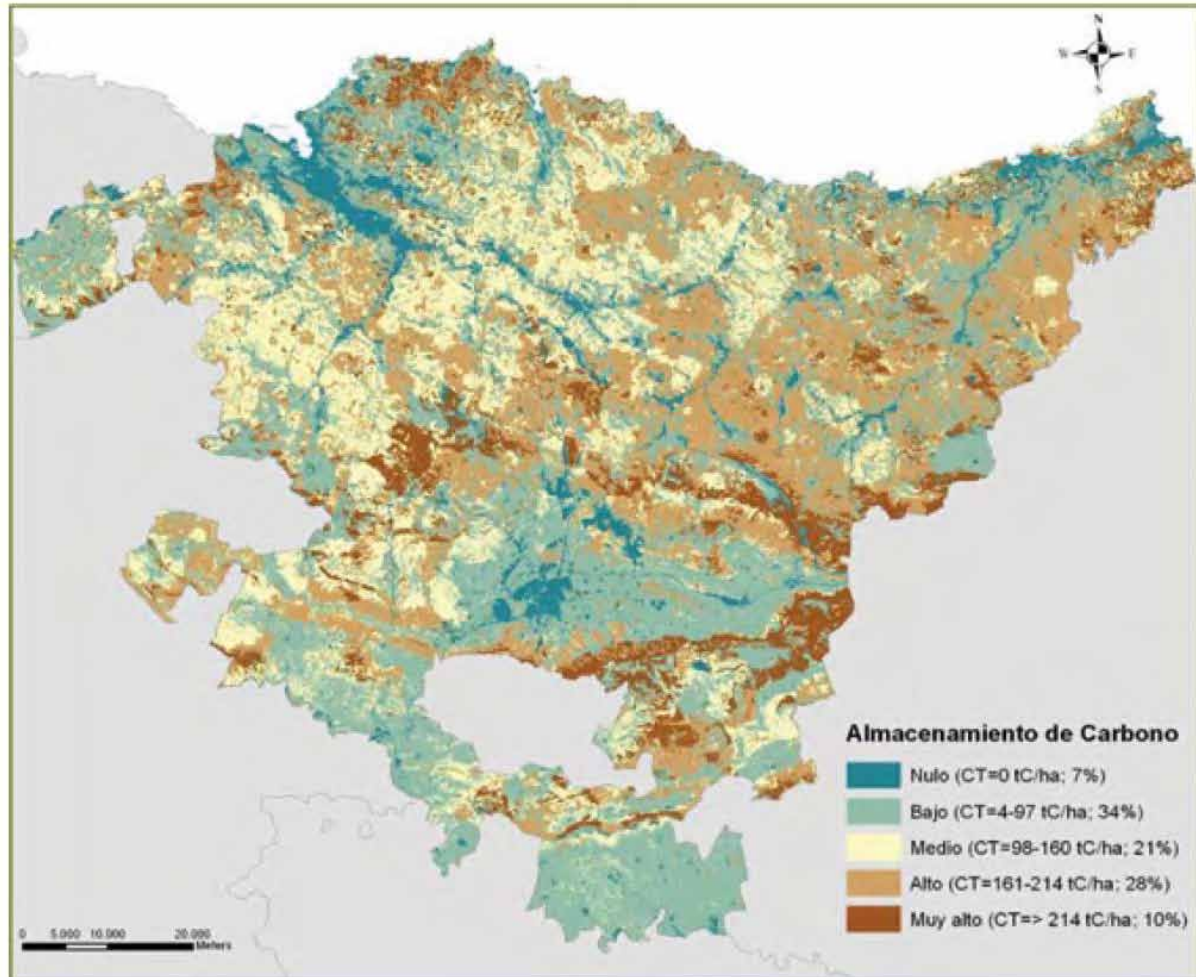 N
W E
S
Almacenamiento de Carbono
Nulo (CT=0 tC/ha; 7%)
Bajo (CT=4-97 tC/ha; 34%)
Medio (CT=98-160 tC/ha; 21%)
Alto (CT=161-214 tC/ha; 28%)
Muy alto (CT=> 214 tC/ha; 10%)
0 5.000 10.000 20.000
Meters